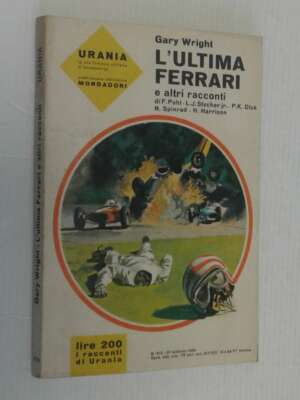 URANIA
MONDADORI
Gary Wright
L'ULTIMA
FERRARI
e altri racconti
di F. Pohl - L.J. Stecher jr. - P.K. Dick
N. Spinrad - H. Harrison
lire 200
i racconti
di Urania
URANIA
Gary Wright: L'ultima Ferrari e altri racconti